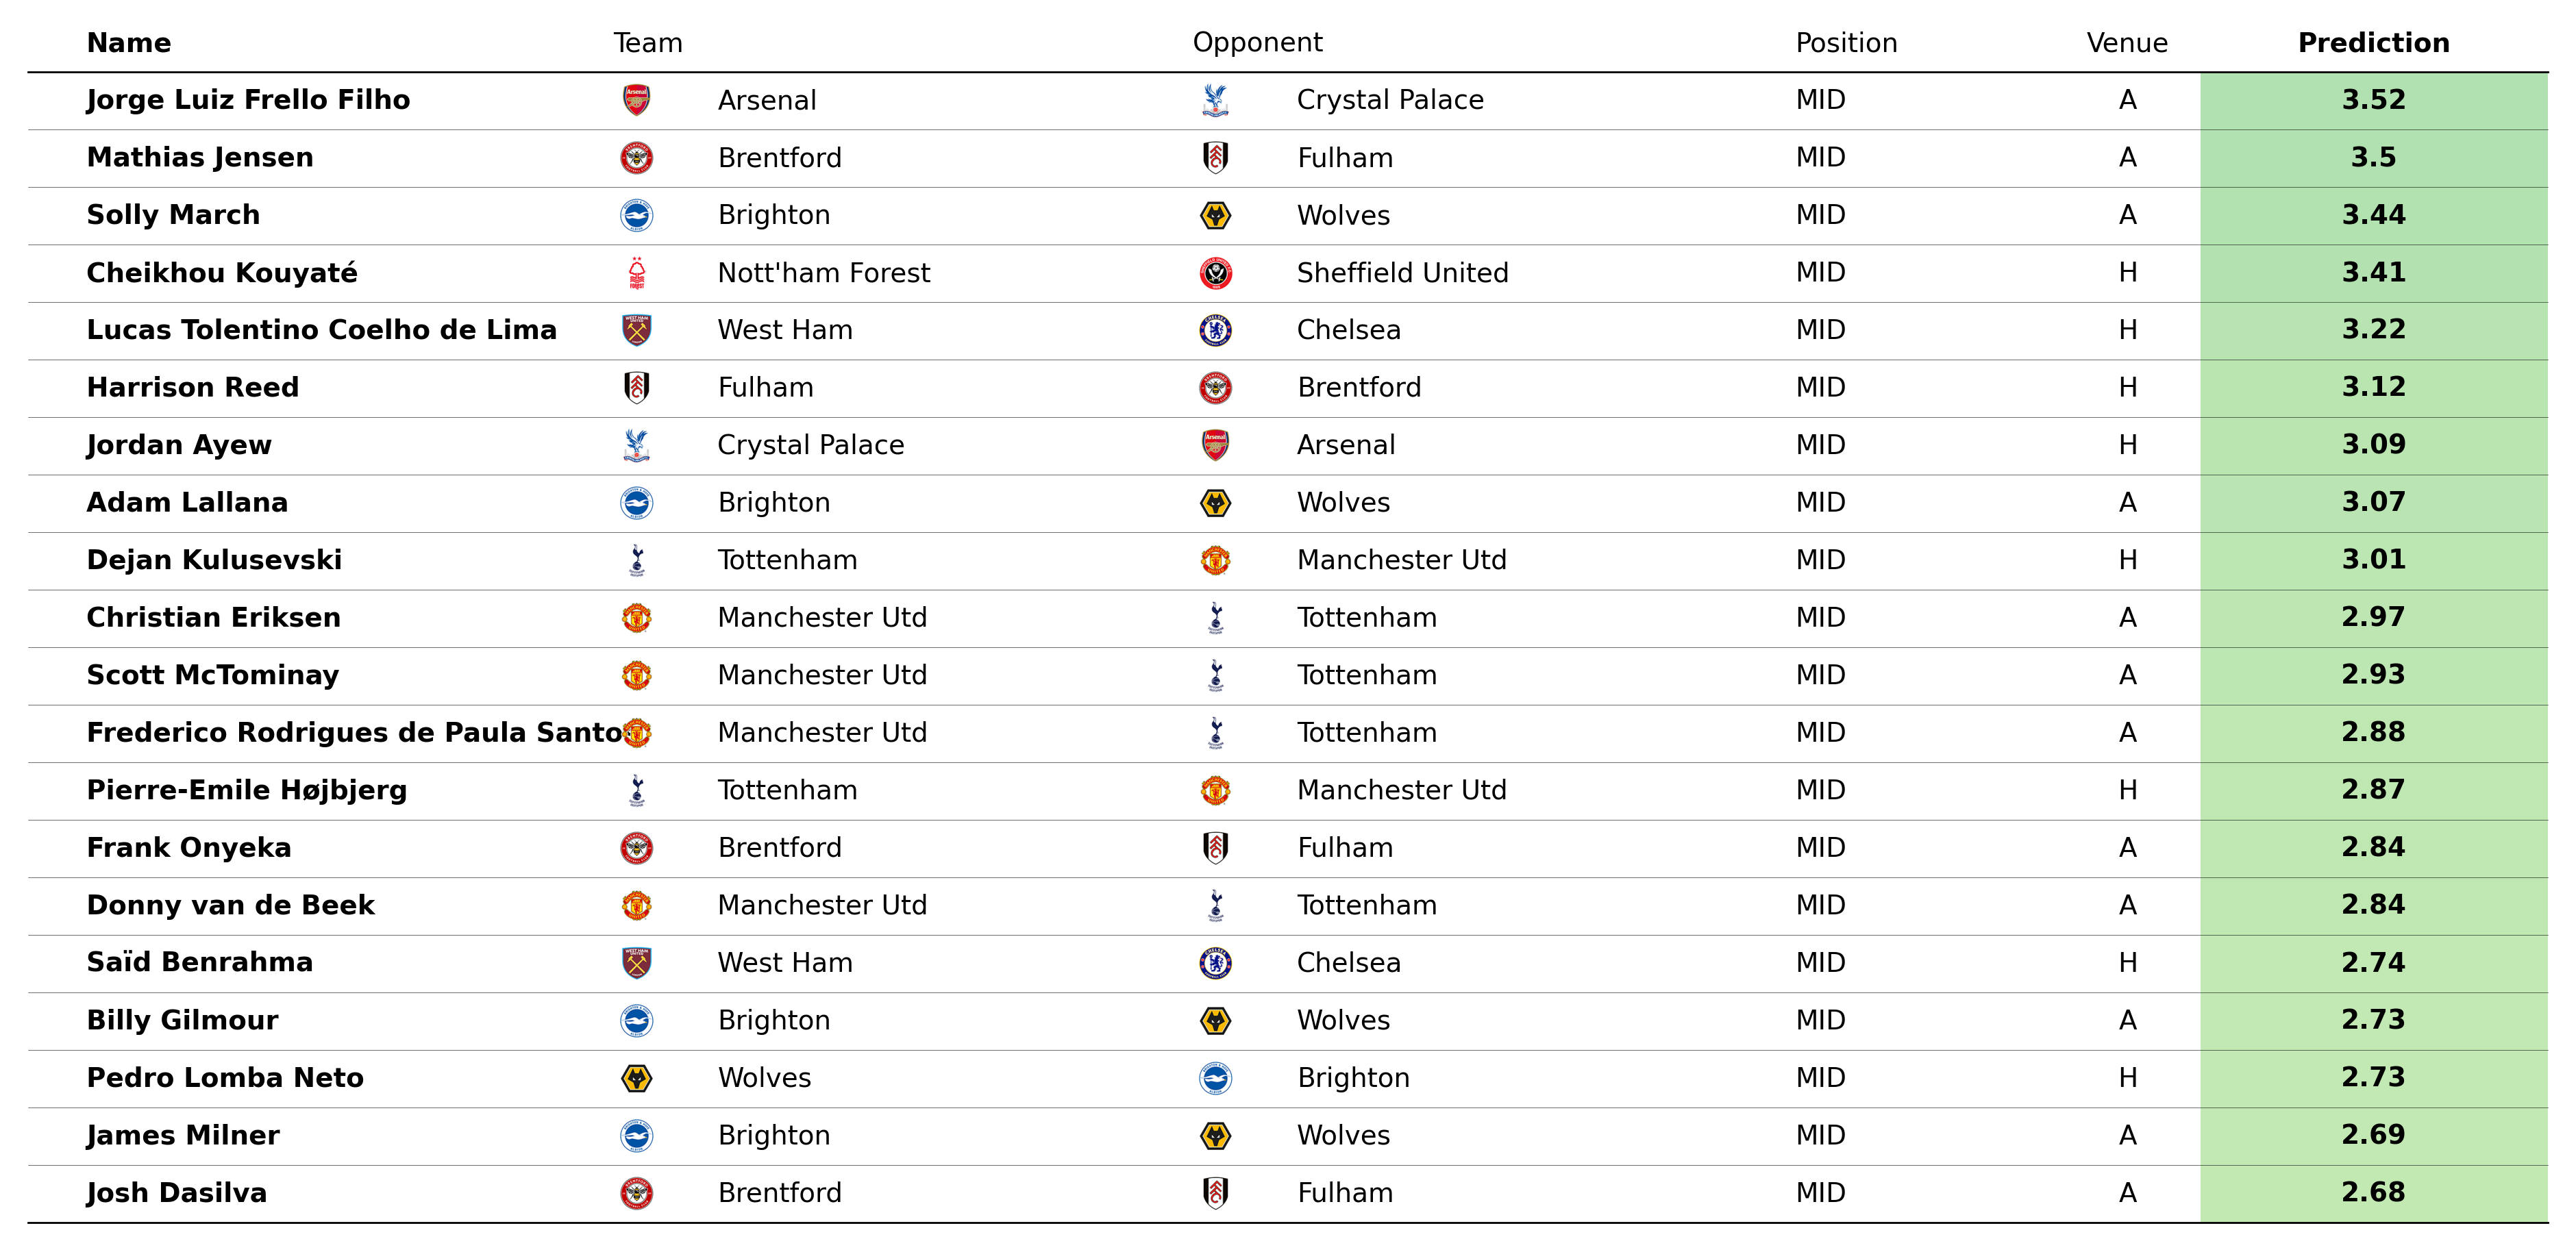 Name Team Opponent Position Venue Prediction
Jorge Luiz Frello Filho Arsenal Crystal Palace MID A 3.52
Mathias Jensen Brentford Fulham MID A 3.5
Solly March Brighton Wolves MID A 3.44
Cheikhou Kouyaté Nott'ham Forest Sheffield United MID H 3.41
Lucas Tolentino Coelho de Lima West Ham Chelsea MID H 3.22
Harrison Reed Fulham Brentford MID H 3.12
Jordan Ayew Crystal Palace Arsenal MID H 3.09
Adam Lallana Brighton Wolves MID A 3.07
Dejan Kulusevski Tottenham Manchester Utd MID H 3.01
Christian Eriksen Manchester Utd Tottenham MID A 2.97
Scott McTominay Manchester Utd Tottenham MID A 2.93
Frederico Rodrigues de Paula Santo Manchester Utd Tottenham MID A 2.88
Pierre-Emile Højbjerg Tottenham Manchester Utd MID H 2.87
Frank Onyeka Brentford Fulham MID A 2.84
Donny van de Beek Manchester Utd Tottenham MID A 2.84
Saïd Benrahma West Ham Chelsea MID H 2.74
Billy Gilmour Brighton Wolves MID A 2.73
Pedro Lomba Neto Wolves Brighton MID H 2.73
James Milner Brighton Wolves MID A 2.69
Josh Dasilva Brentford Fulham MID A 2.68